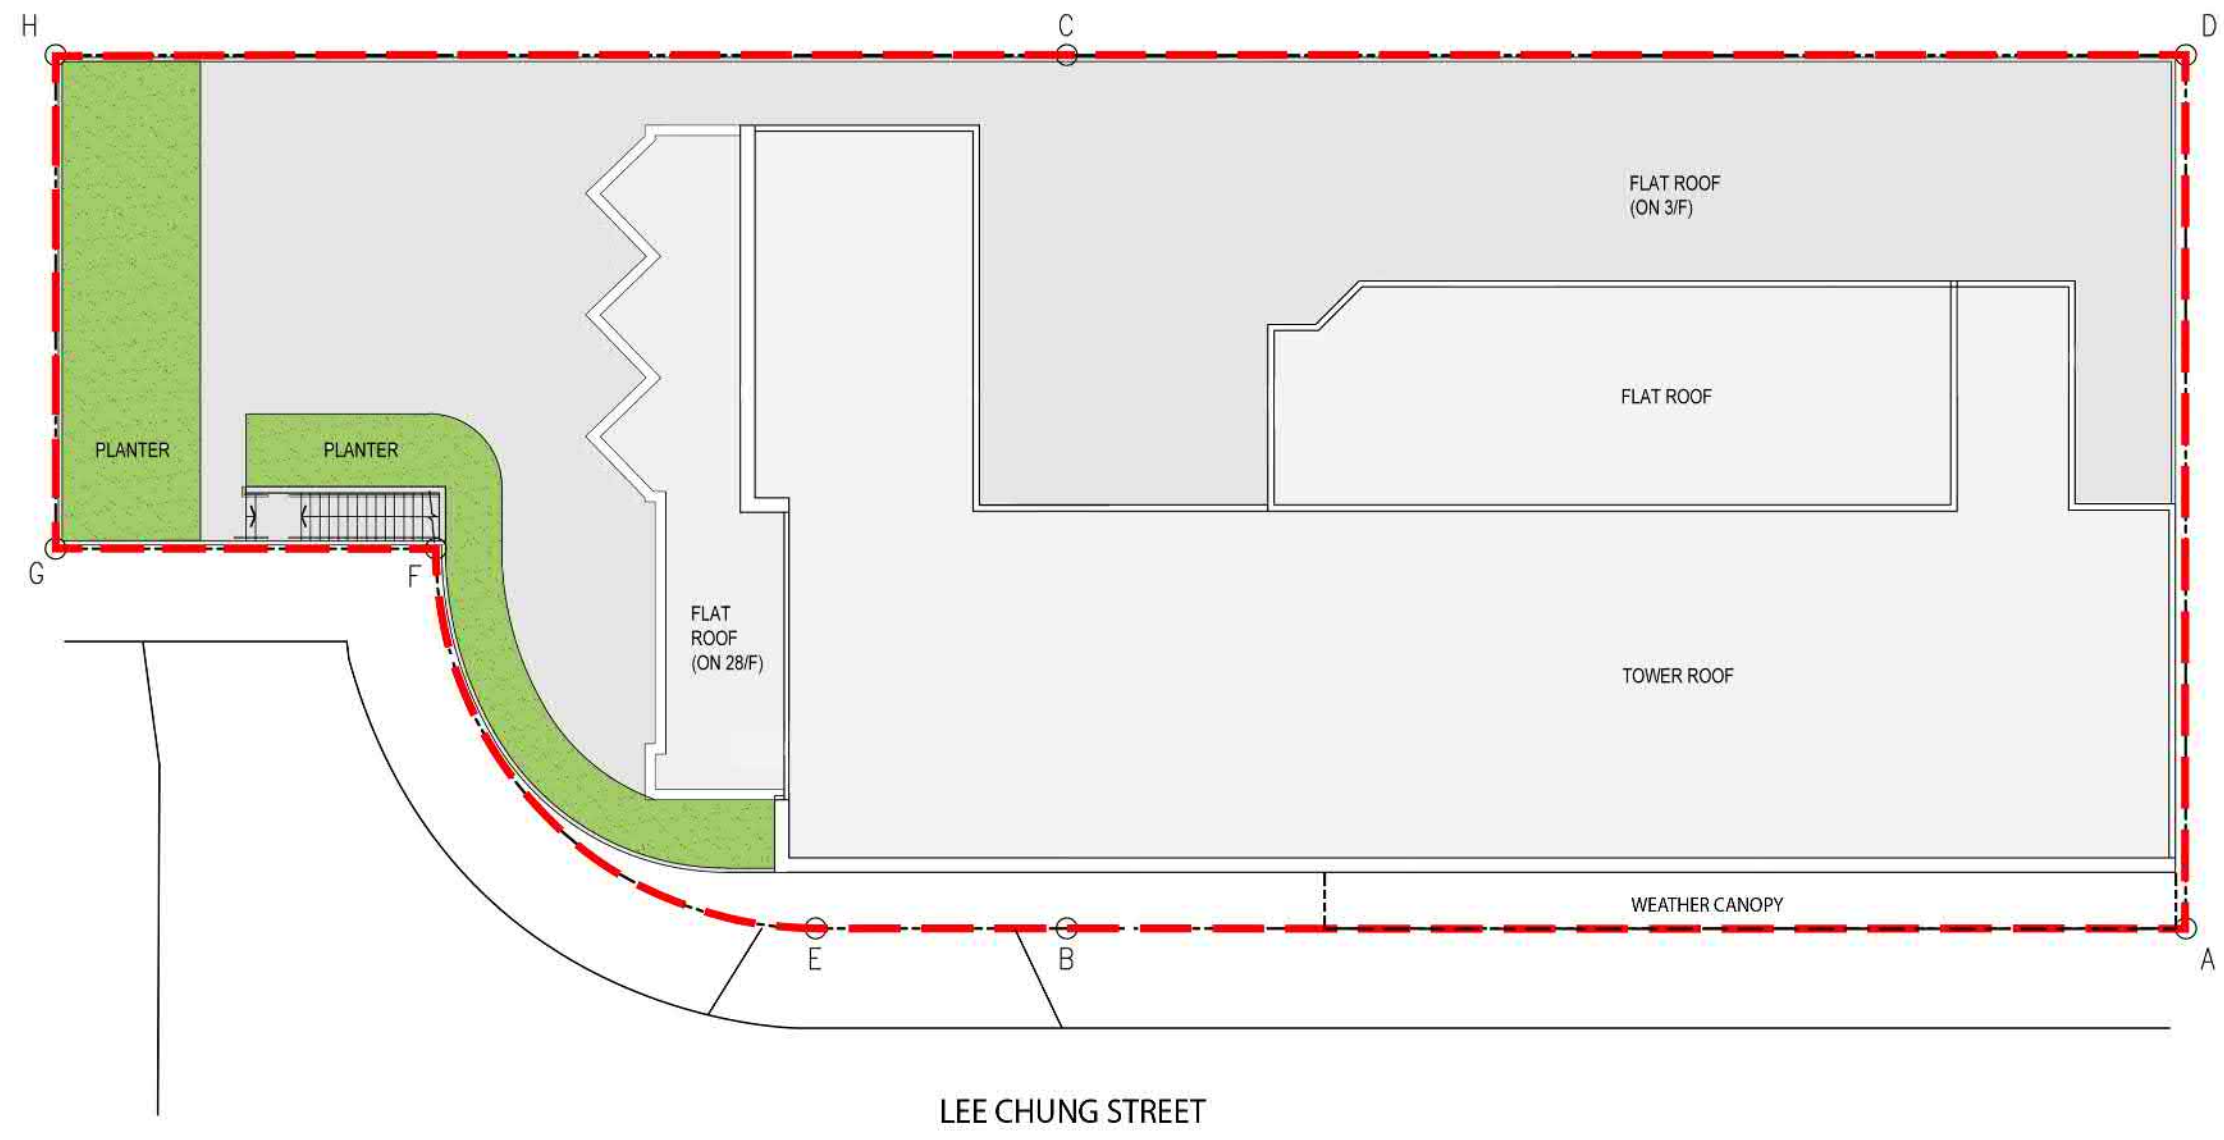 H
C
D
FLAT ROOF
(ON 3/F)
FLAT ROOF
PLANTER
PLANTER
G
F
FLAT
ROOF
(ON 28/F)
TOWER ROOF
WEATHER CANOPY
E
B
A
LEE CHUNG STREET